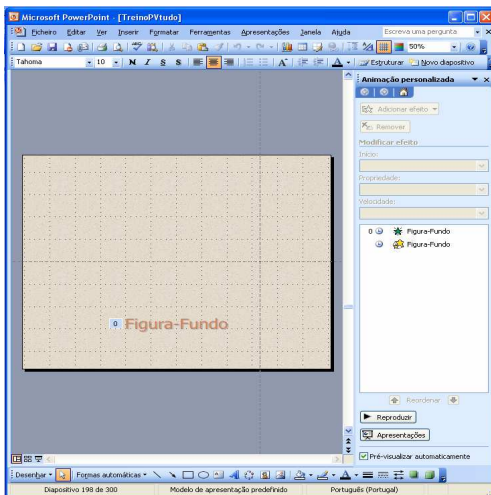 Microsoft PowerPoint - [TreinoPVtudo]
Ficheiro Editar Ver Inserir Formatar Ferramentas Apresentações Janela Ajuda Escreva uma pergunta
50%
Tahoma 10 N I S S A Estruturar Novo diapositivo
Animação personalizada
Adicionar efeito
Remover
Modificar efeito
Início:
Propriedade:
Velocidade:
0 Figura-Fundo
Figura-Fundo
0 Figura-Fundo
Reordenar
Reproduzir
Apresentações
Pré-visualizar automaticamente
Desenhar Formas automáticas
Diapositivo 198 de 300 Modelo de apresentação predefinido Português (Portugal)